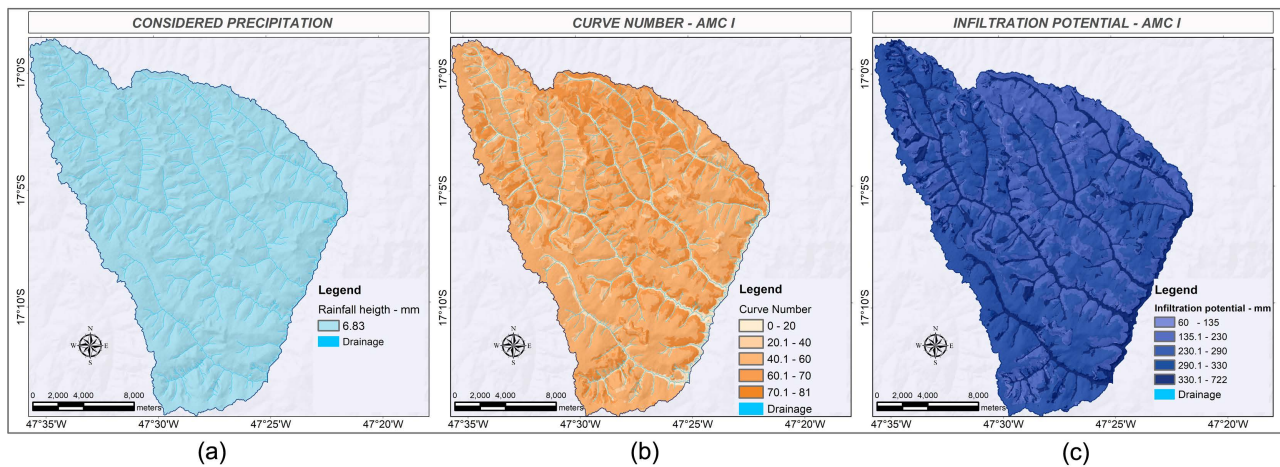 CONSIDERED PRECIPITATION
17°0'S
17°5'S
17°10'S
Legend
Rainfall heigth - mm
6.83
Drainage
N
W E
S
0 2,000 4,000 8,000
meters
47°35'W 47°30'W 47°25'W 47°20'W
(a)
CURVE NUMBER - AMC I
17°0'S
17°5'S
17°10'S
Legend
Curve Number
0 - 20
20.1 - 40
40.1 - 60
60.1 - 70
70.1 - 81
Drainage
N
W E
S
0 2,000 4,000 8,000
meters
47°35'W 47°30'W 47°25'W 47°20'W
(b)
INFILTRATION POTENTIAL - AMC I
17°0'S
17°5'S
17°10'S
Legend
Infiltration potential - mm
60 - 135
135.1 - 230
230.1 - 290
290.1 - 330
330.1 - 722
Drainage
N
W E
S
0 2,000 4,000 8,000
meters
47°35'W 47°30'W 47°25'W 47°20'W
(c)